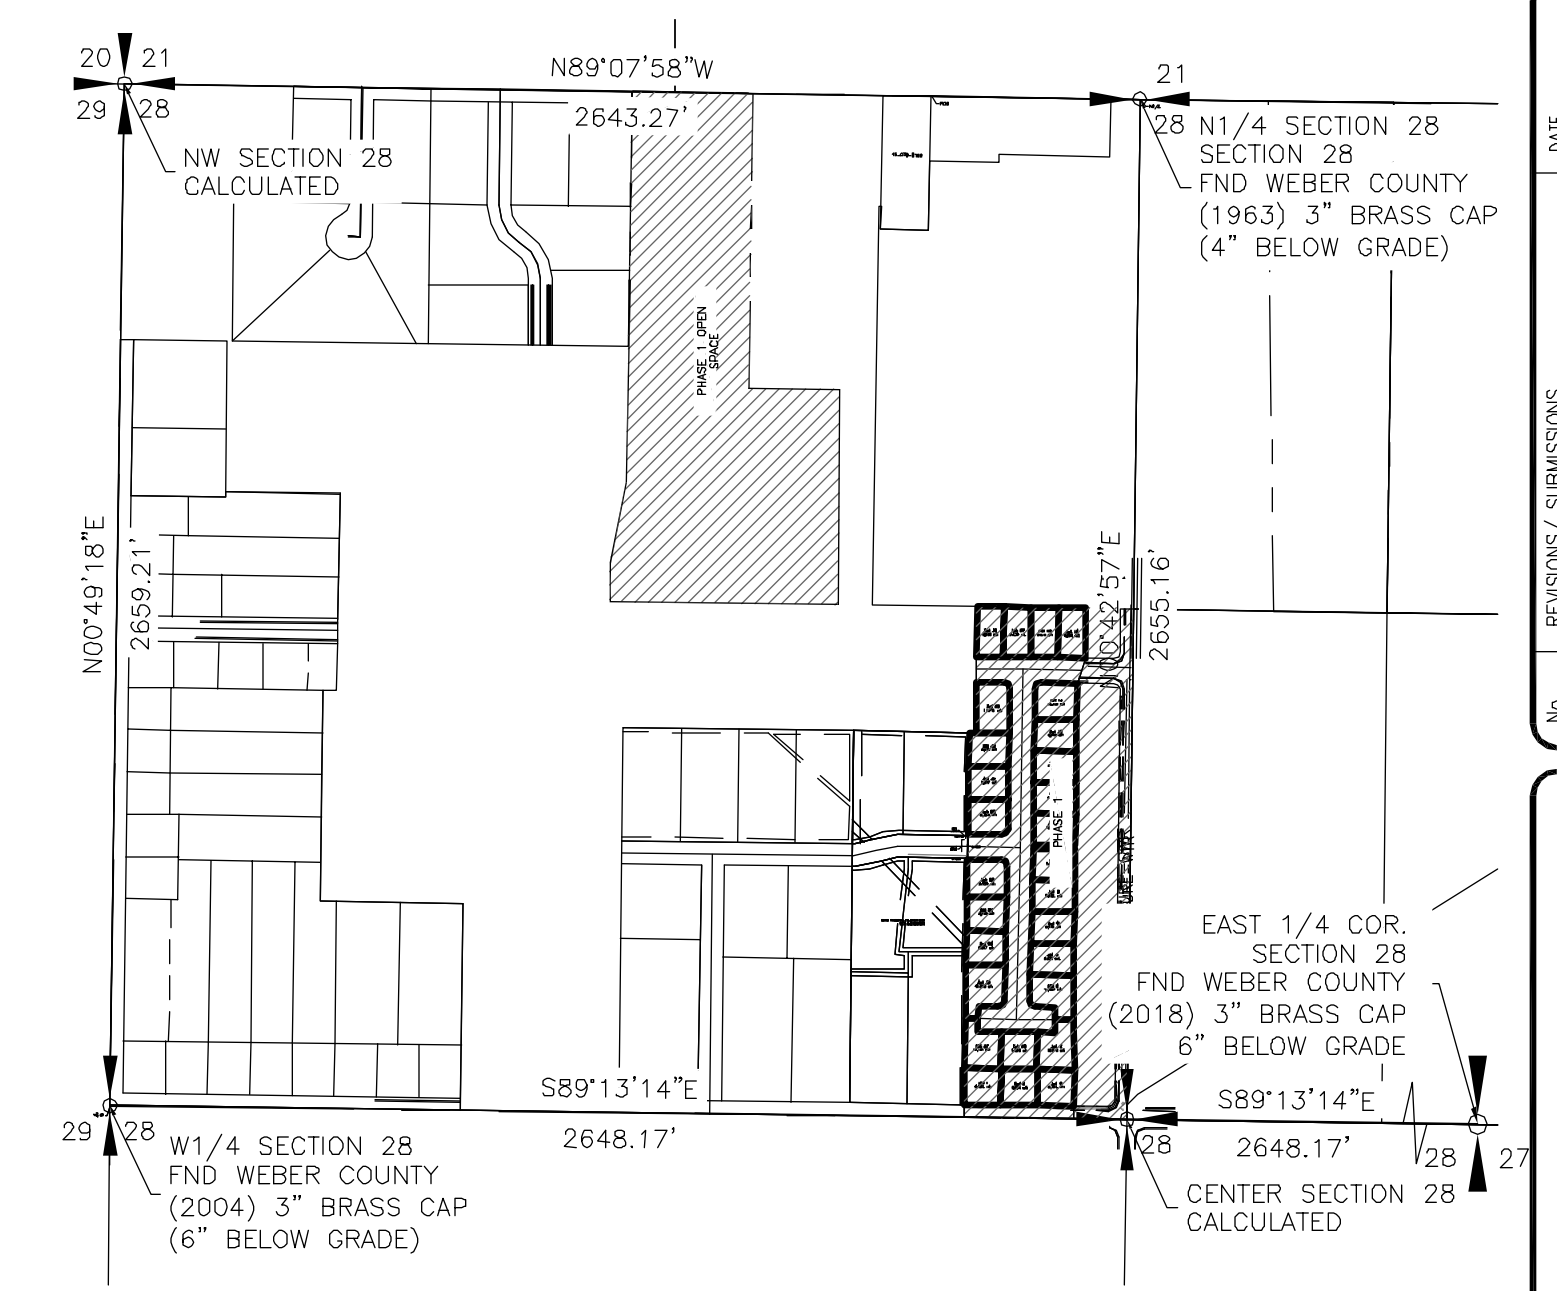 20 21
29 28
NW SECTION 28
CALCULATED
N89°07'58"W
2643.27'
21
28
N1/4 SECTION 28
SECTION 28
FND WEBER COUNTY
(1963) 3" BRASS CAP
(4" BELOW GRADE)
PHASE 1 OPEN
SPACE
N00°49'18"E
2659.21'
N00°42'57"E
2655.16'
PHASE 1
EAST 1/4 COR.
SECTION 28
FND WEBER COUNTY
(2018) 3" BRASS CAP
6" BELOW GRADE
S89°13'14"E
2648.17'
S89°13'14"E
2648.17'
29 28
W1/4 SECTION 28
FND WEBER COUNTY
(2004) 3" BRASS CAP
(6" BELOW GRADE)
28
CENTER SECTION 28
CALCULATED
28 27
DATE
REVISIONS / SUBMISSIONS
No